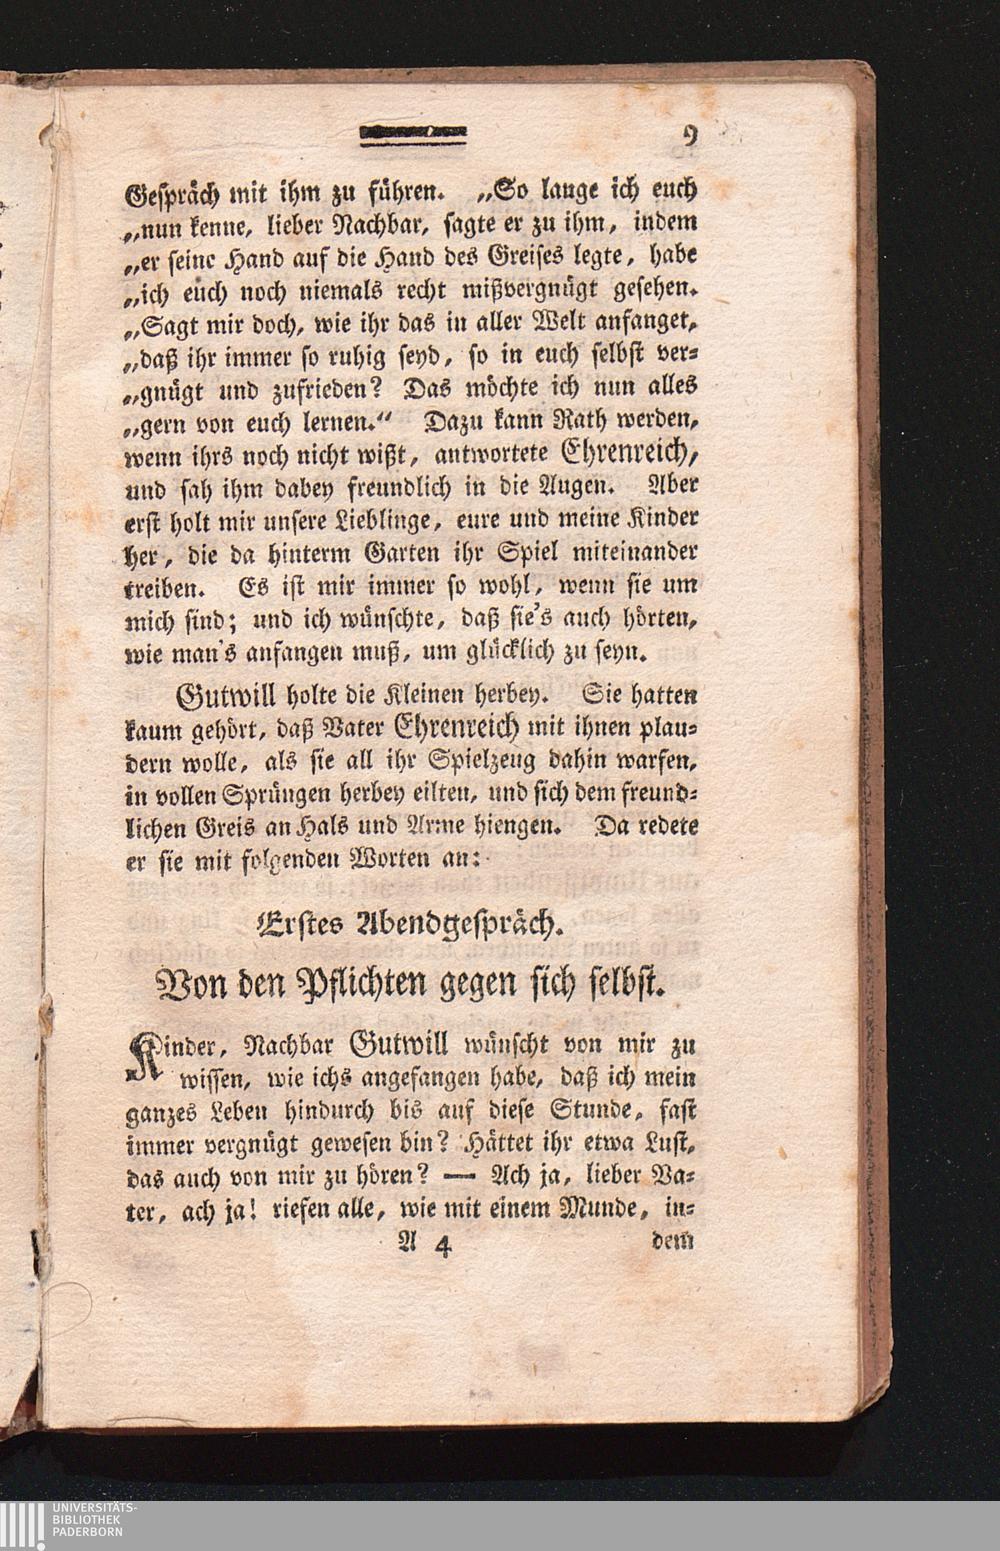 9
Gespräch mit ihm zu führen. „So lange ich euch
„nun kenne, lieber Nachbar, sagte er zu ihm, indem
„er seine Hand auf die Hand des Greises legte, habe
„ich euch noch niemals recht mißvergnügt gesehen.
„Sagt mir doch, wie ihr das in aller Welt anfanget,
„daß ihr immer so ruhig seyd, so in euch selbst ver-
„gnügt und zufrieden? Das möchte ich nun alles
„gern von euch lernen.“ Dazu kann Rath werden,
wenn ihrs noch nicht wißt, antwortete Ehrenreich,
und sah ihm dabey freundlich in die Augen. Aber
erst holt mir unsere Lieblinge, eure und meine Kinder
her, die da hinterm Garten ihr Spiel miteinander
treiben. Es ist mir immer so wohl, wenn sie um
mich sind; und ich wünschte, daß sie's auch hörten,
wie man's anfangen muß, um glücklich zu seyn.
Gutwill holte die Kleinen herbey. Sie hatten
kaum gehört, daß Vater Ehrenreich mit ihnen plau-
dern wolle, als sie all ihr Spielzeug dahin warfen,
in vollen Sprüngen herbey eilten, und sich dem freund-
lichen Greis an Hals und Arme hiengen. Da redete
er sie mit folgenden Worten an:
Erstes Abendgespräch.
Von den Pflichten gegen sich selbst.
Kinder, Nachbar Gutwill wünscht von mir zu
wissen, wie ichs angefangen habe, daß ich mein
ganzes Leben hindurch bis auf diese Stunde, fast
immer vergnügt gewesen bin? Hättet ihr etwa Lust,
das auch von mir zu hören? — Ach ja, lieber Va-
ter, ach ja! riefen alle, wie mit einem Munde, in-
A 4 dem
UNIVERSITÄTS-
BIBLIOTHEK
PADERBORN